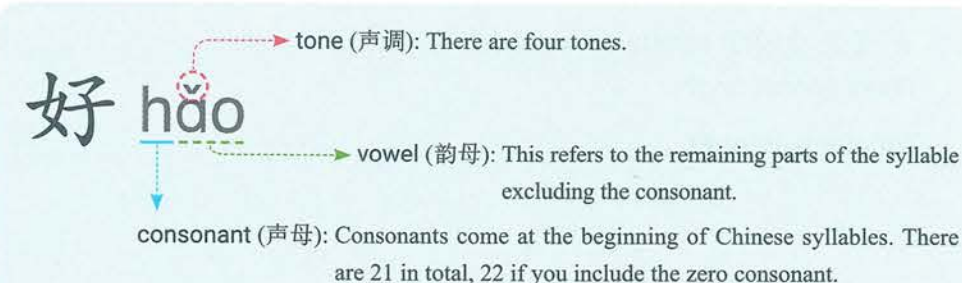 tone (声调): There are four tones.
好 hǎo
vowel (韵母): This refers to the remaining parts of the syllable
excluding the consonant.
consonant (声母): Consonants come at the beginning of Chinese syllables. There
are 21 in total, 22 if you include the zero consonant.